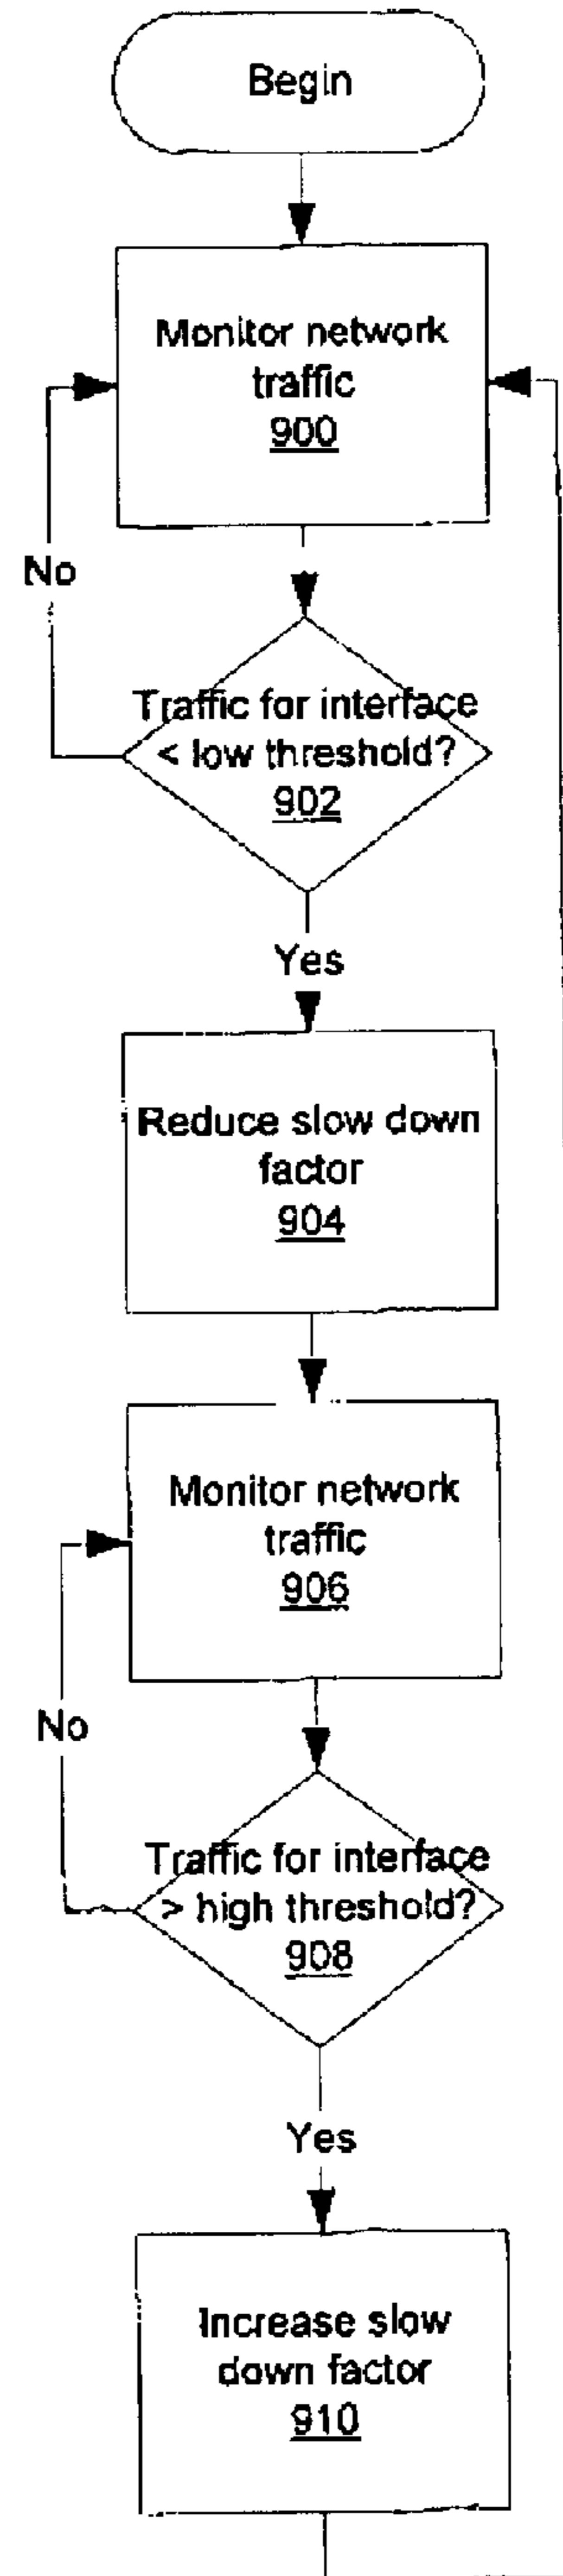 Begin
Monitor network
traffic
900
No
Traffic for interface
< low threshold?
902
Yes
Reduce slow down
factor
904
Monitor network
traffic
906
No
Traffic for interface
> high threshold?
908
Yes
Increase slow
down factor
910